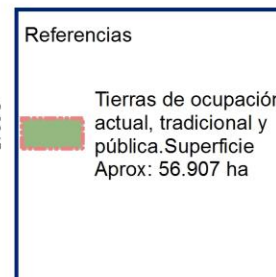 Referencias
Tierras de ocupación
actual, tradicional y
pública.Superficie
Aprox: 56.907 ha